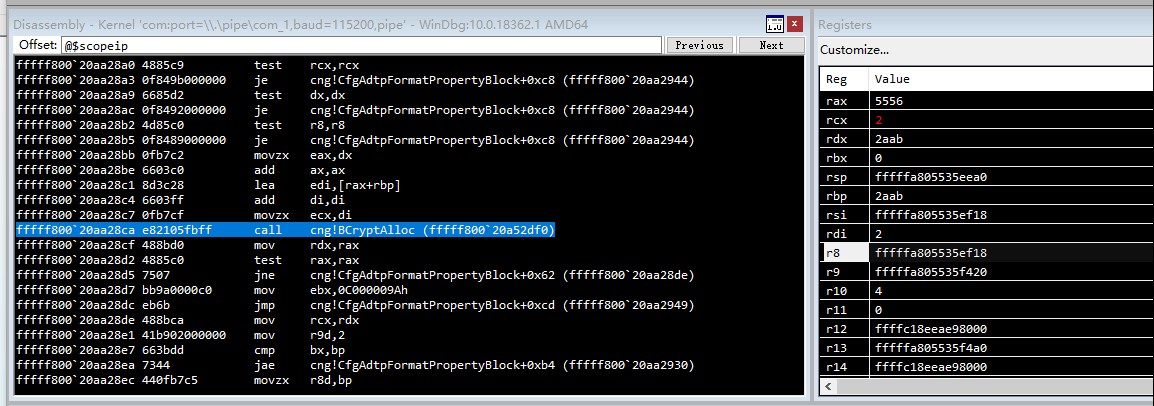 Disassembly - Kernel 'com:port=\\.\pipe\com_1,baud=115200,pipe' - WinDbg:10.0.18362.1 AMD64
Offset: @$scopeip Previous Next
fffff800`20aa28a0 4885c9 test rcx,rcx
fffff800`20aa28a3 0f849b000000 je cng!CfgAdtpFormatPropertyBlock+0xc8 (fffff800`20aa2944)
fffff800`20aa28a9 6685d2 test dx,dx
fffff800`20aa28ac 0f8492000000 je cng!CfgAdtpFormatPropertyBlock+0xc8 (fffff800`20aa2944)
fffff800`20aa28b2 4d85c0 test r8,r8
fffff800`20aa28b5 0f8489000000 je cng!CfgAdtpFormatPropertyBlock+0xc8 (fffff800`20aa2944)
fffff800`20aa28bb 0fb7c2 movzx eax,dx
fffff800`20aa28be 6603c0 add ax,ax
fffff800`20aa28c1 8d3c28 lea edi,[rax+rbp]
fffff800`20aa28c4 6603ff add di,di
fffff800`20aa28c7 0fb7cf movzx ecx,di
fffff800`20aa28ca e82105fbff call cng!BCryptAlloc (fffff800`20a52df0)
fffff800`20aa28cf 488bd0 mov rdx,rax
fffff800`20aa28d2 4885c0 test rax,rax
fffff800`20aa28d5 7507 jne cng!CfgAdtpFormatPropertyBlock+0x62 (fffff800`20aa28de)
fffff800`20aa28d7 bb9a0000c0 mov ebx,0C000009Ah
fffff800`20aa28dc eb6b jmp cng!CfgAdtpFormatPropertyBlock+0xcd (fffff800`20aa2949)
fffff800`20aa28de 488bca mov rcx,rdx
fffff800`20aa28e1 41b902000000 mov r9d,2
fffff800`20aa28e7 663bdd cmp bx,bp
fffff800`20aa28ea 7344 jae cng!CfgAdtpFormatPropertyBlock+0xb4 (fffff800`20aa2930)
fffff800`20aa28ec 440fb7c5 movzx r8d,bp
Registers
Customize...
Reg Value
rax 5556
rcx 2
rdx 2aab
rbx 0
rsp fffffa805535eea0
rbp 2aab
rsi fffffa805535ef18
rdi 2
r8 fffffa805535ef18
r9 fffffa805535f420
r10 4
r11 0
r12 ffffc18eeae98000
r13 fffffa805535f4a0
r14 ffffc18eeae98000